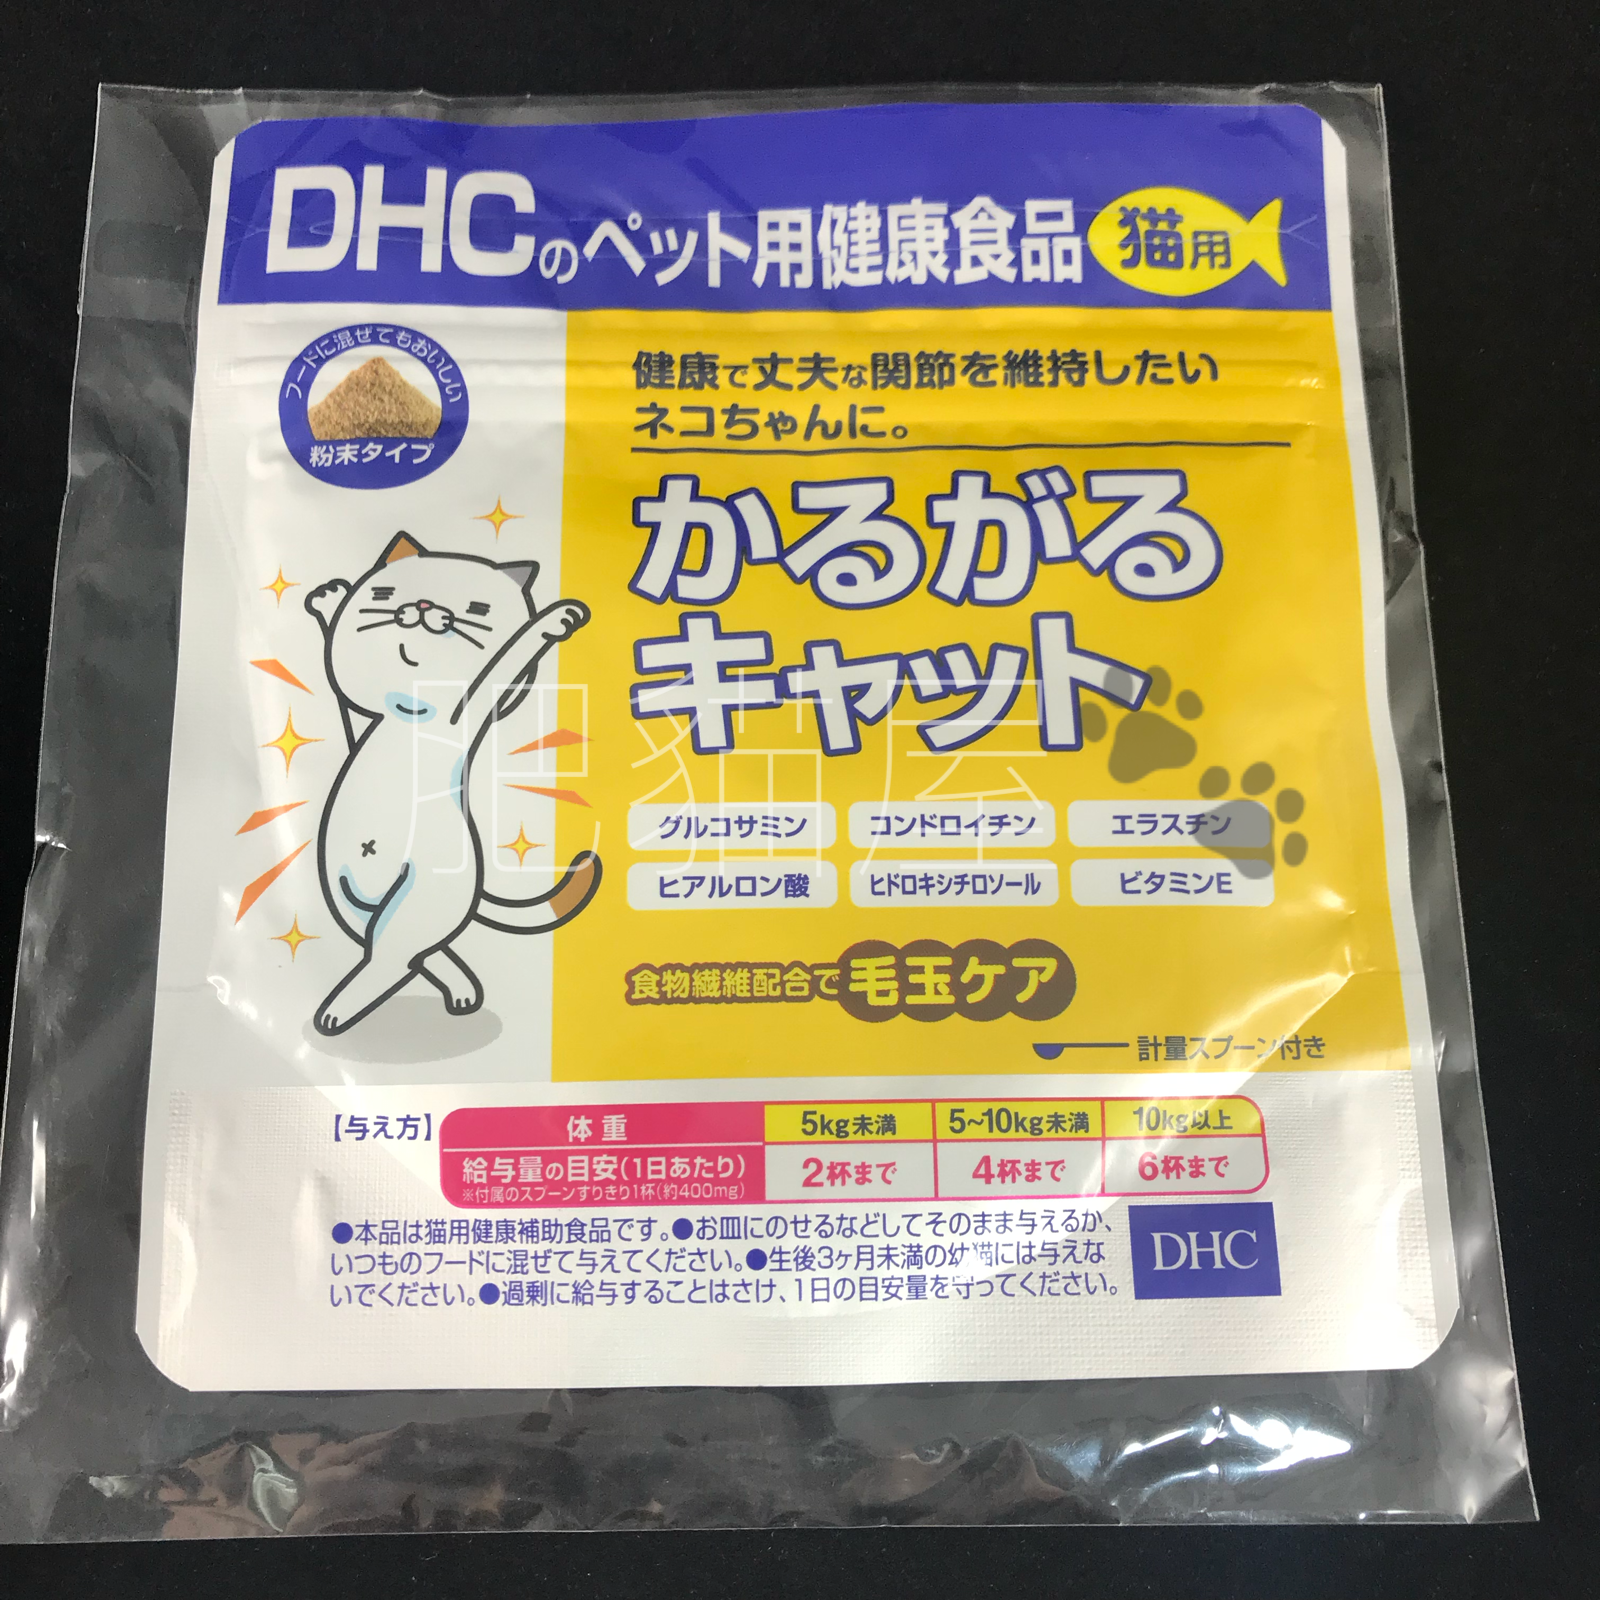 DHCのペット用健康食品 猫用
フードに混ぜてもおいしい
粉末タイプ
健康で丈夫な関節を維持したい
ネコちゃんに。
かるがる
キャット
肥猫屋
グルコサミン コンドロイチン エラスチン
ヒアルロン酸 ヒドロキシチロソール ビタミンE
食物繊維配合で毛玉ケア
計量スプーン付き
【与え方】 体重 5kg未満 5~10kg未満 10kg以上
給与量の目安(1日あたり) 2杯まで 4杯まで 6杯まで
※付属のスプーンすりきり1杯(約400mg)
●本品は猫用健康補助食品です。●お皿にのせるなどしてそのまま与えるか、
いつものフードに混ぜて与えてください。●生後3ヶ月未満の幼猫には与えな
いでください。●過剰に給与することはさけ、1日の目安量を守ってください。
DHC